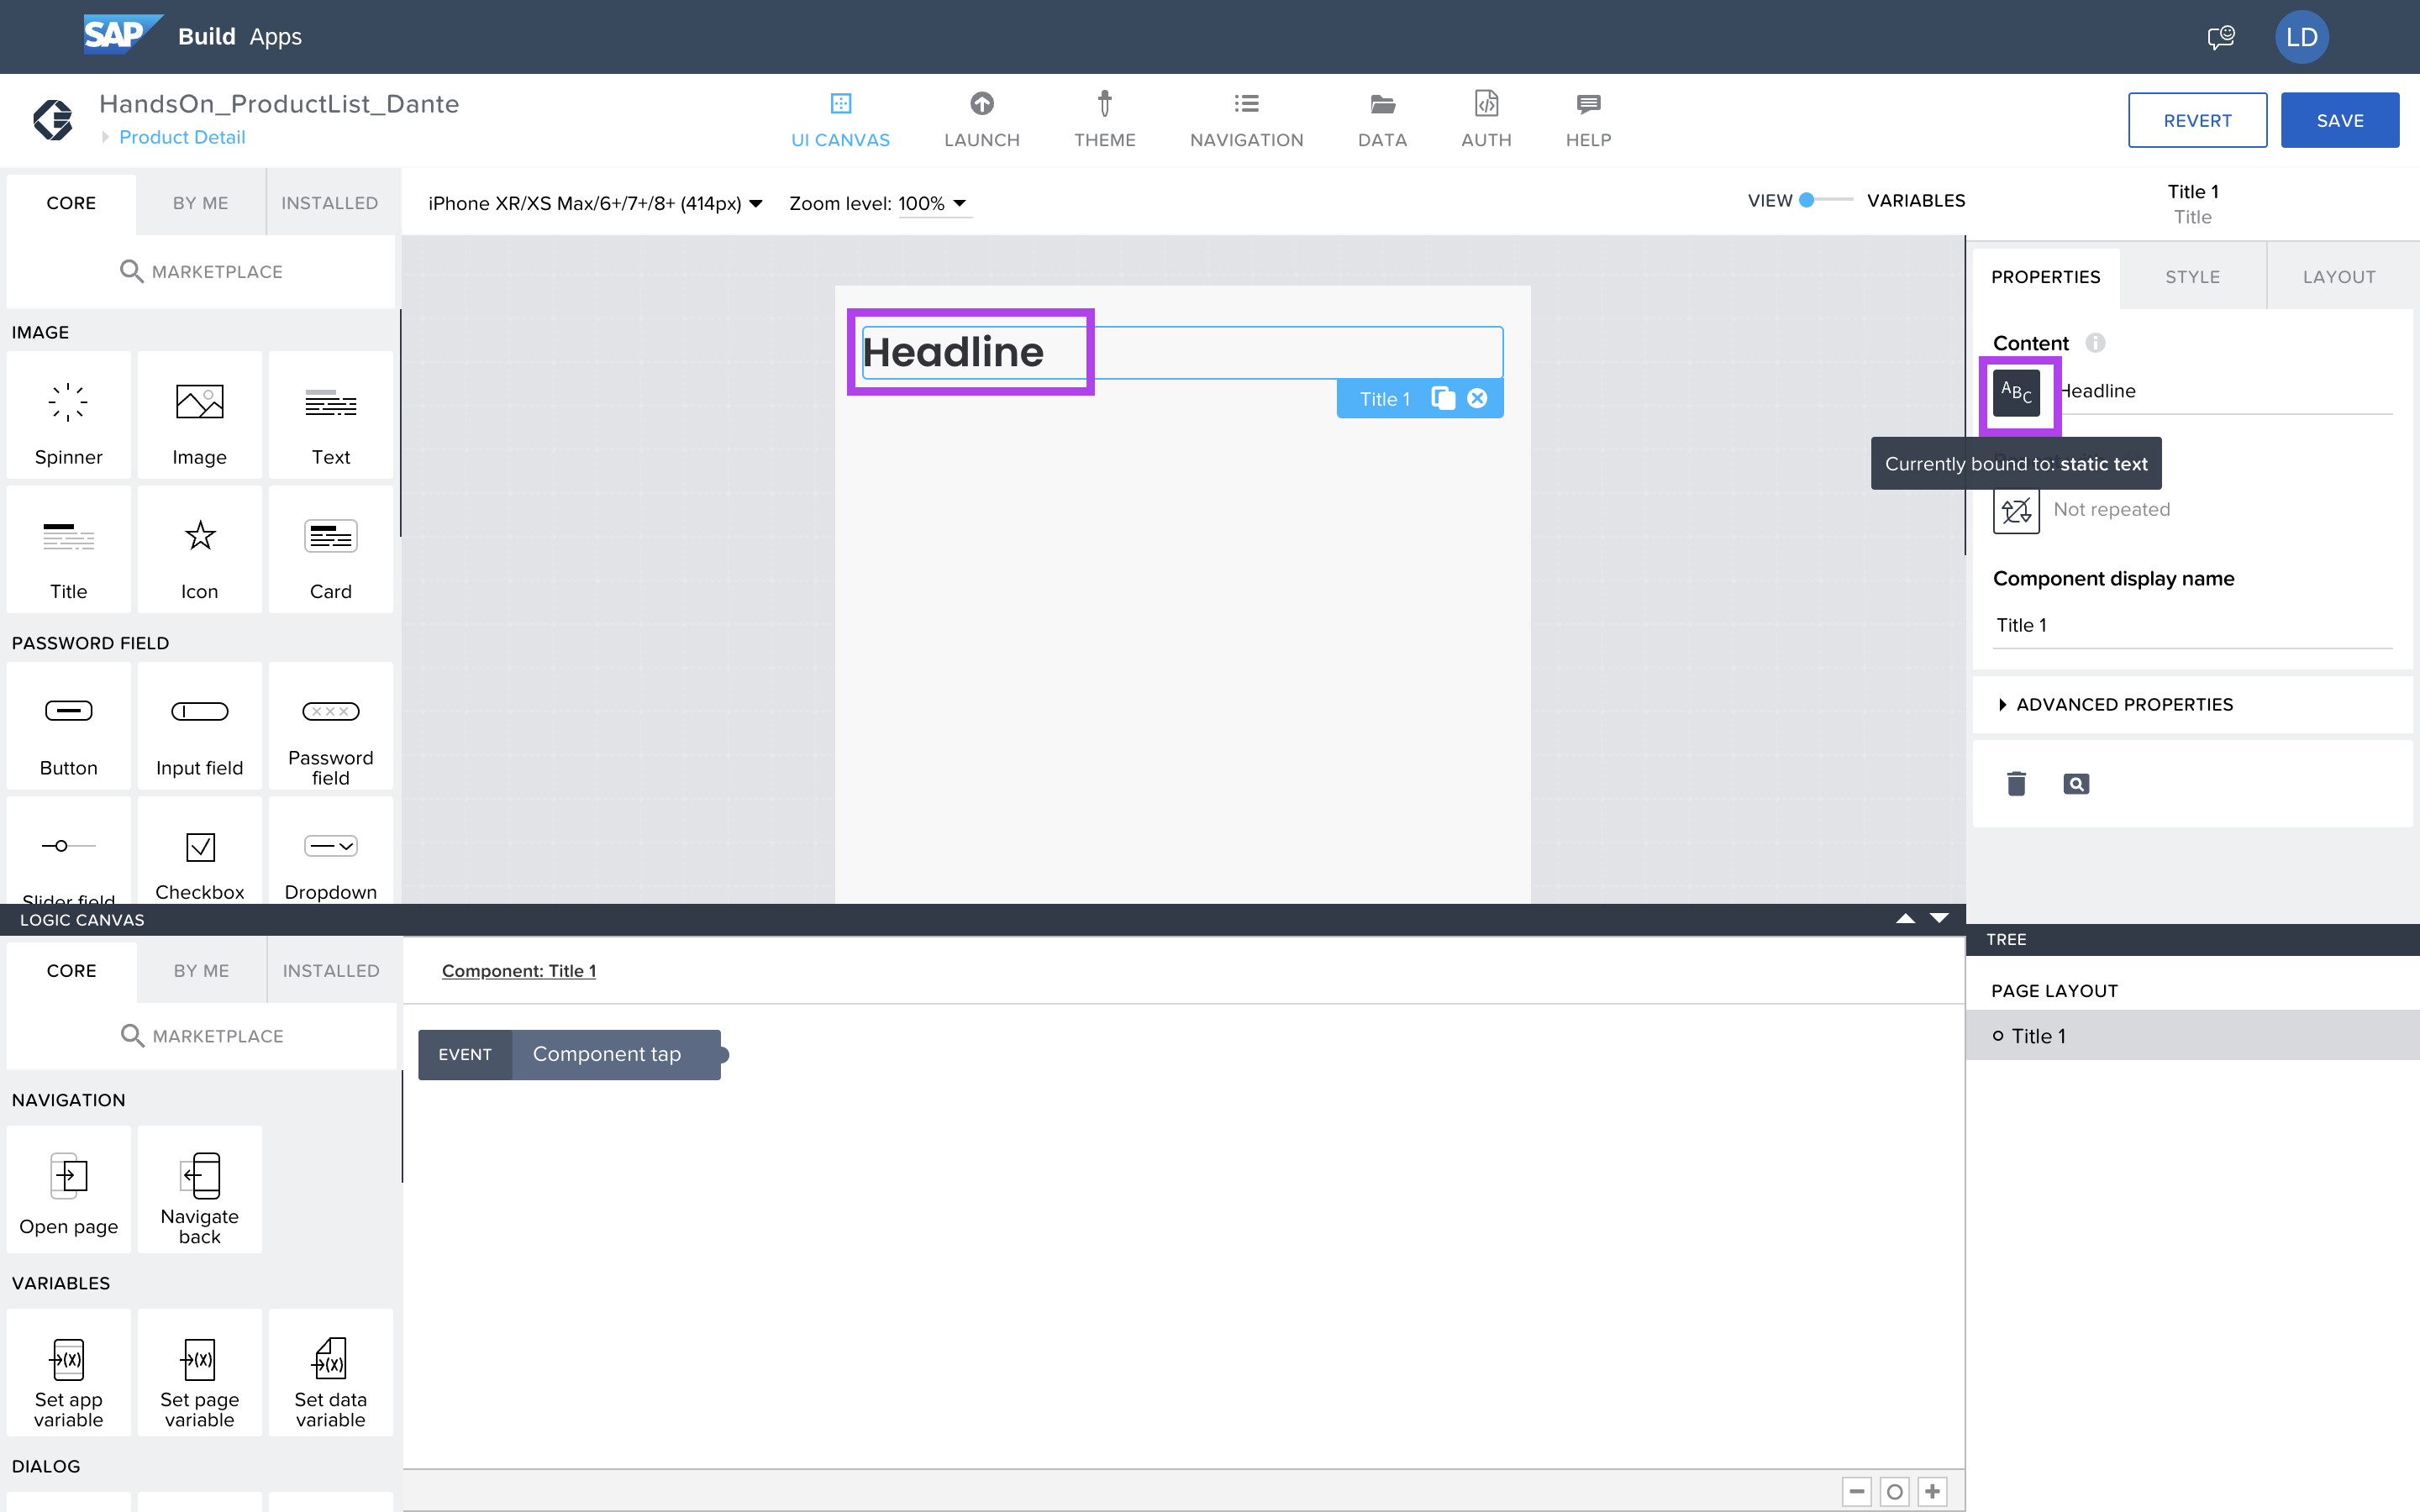 SAP Build Apps
LD
HandsOn_ProductList_Dante
Product Detail
UI CANVAS
LAUNCH
THEME
NAVIGATION
DATA
AUTH
HELP
REVERT
SAVE
CORE
BY ME
INSTALLED
iPhone XR/XS Max/6+/7+/8+ (414px)
Zoom level: 100%
VIEW
VARIABLES
Title 1
Title
MARKETPLACE
PROPERTIES
STYLE
LAYOUT
IMAGE
Spinner
Image
Text
Title
Icon
Card
PASSWORD FIELD
Button
Input field
Password
field
Slider field
Checkbox
Dropdown
Headline
Title 1
Content
ABC
Headline
Currently bound to: static text
Not repeated
Component display name
Title 1
ADVANCED PROPERTIES
LOGIC CANVAS
CORE
BY ME
INSTALLED
MARKETPLACE
Component: Title 1
EVENT
Component tap
NAVIGATION
Open page
Navigate
back
VARIABLES
(X)
(X)
(X)
Set app
variable
Set page
variable
Set data
variable
DIALOG
TREE
PAGE LAYOUT
Title 1